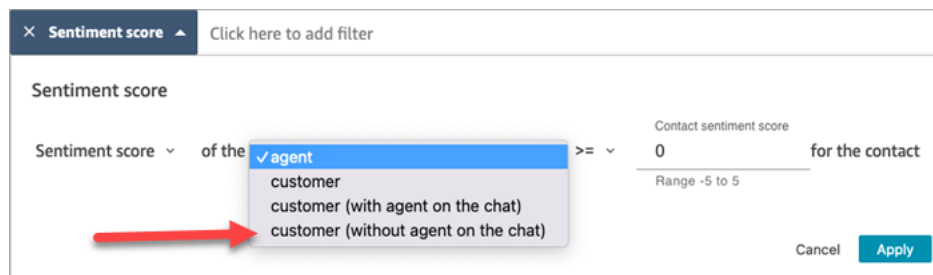 × Sentiment score ▲ Click here to add filter
Sentiment score
Contact sentiment score
Sentiment score of the ✓agent >= 0 for the contact
customer
Range -5 to 5
customer (with agent on the chat)
customer (without agent on the chat)
Cancel Apply